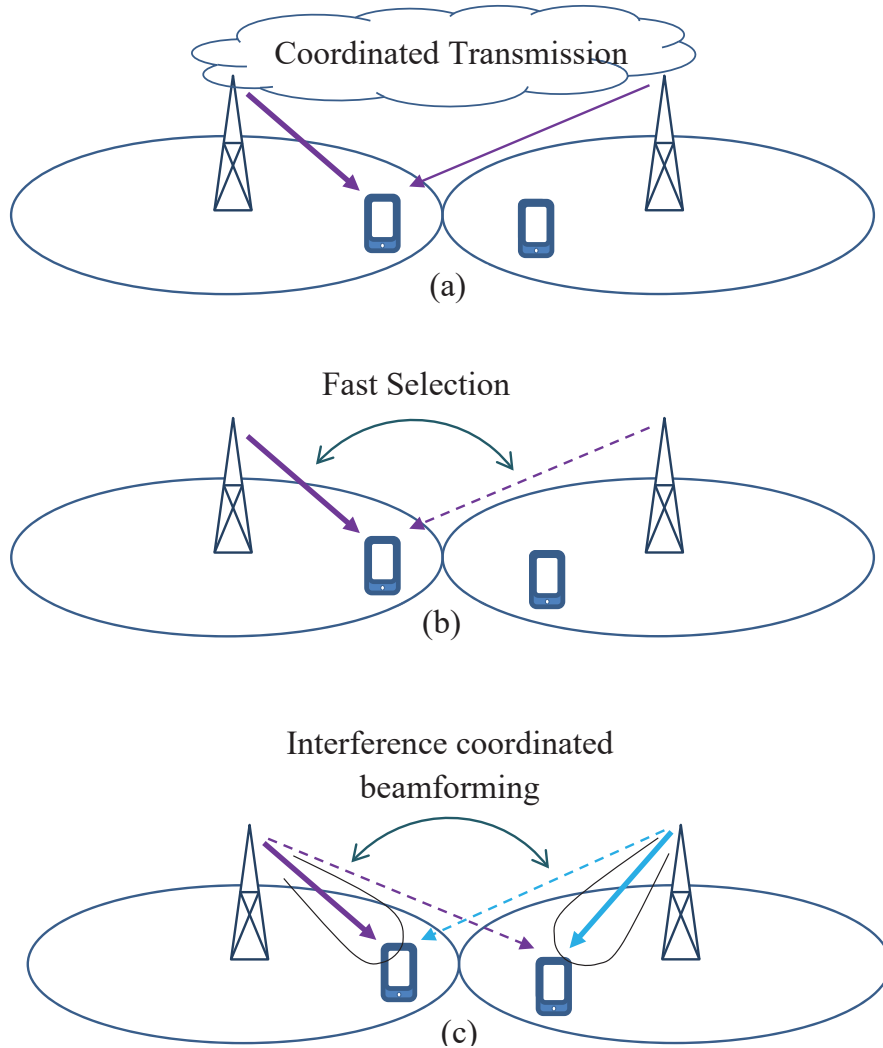 Coordinated Transmission
(a)
Fast Selection
(b)
Interference coordinated
beamforming
(c)